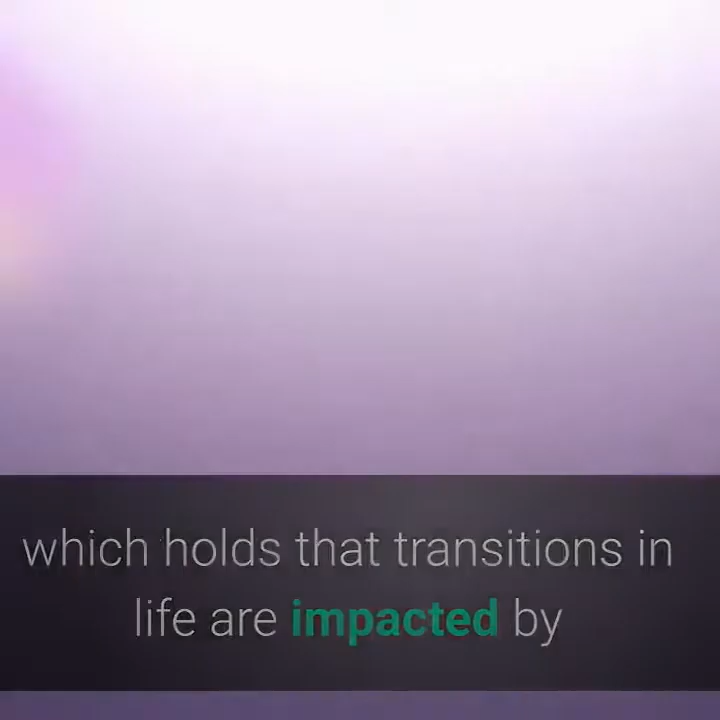 which holds that transitions in
life are impacted by